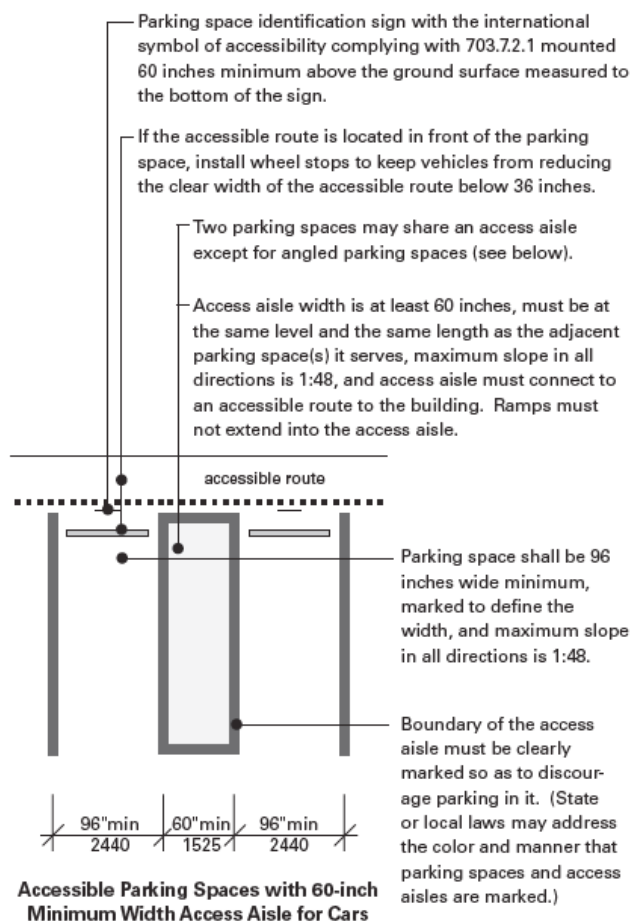 Parking space identification sign with the international
symbol of accessibility complying with 703.7.2.1 mounted
60 inches minimum above the ground surface measured to
the bottom of the sign.
If the accessible route is located in front of the parking
space, install wheel stops to keep vehicles from reducing
the clear width of the accessible route below 36 inches.
Two parking spaces may share an access aisle
except for angled parking spaces (see below).
Access aisle width is at least 60 inches, must be at
the same level and the same length as the adjacent
parking space(s) it serves, maximum slope in all
directions is 1:48, and access aisle must connect to
an accessible route to the building. Ramps must
not extend into the access aisle.
accessible route
Parking space shall be 96
inches wide minimum,
marked to define the
width, and maximum slope
in all directions is 1:48.
Boundary of the access
aisle must be clearly
marked so as to discour-
age parking in it. (State
or local laws may address
the color and manner that
parking spaces and access
aisles are marked.)
96"min 60"min 96"min
2440 1525 2440
Accessible Parking Spaces with 60-inch
Minimum Width Access Aisle for Cars